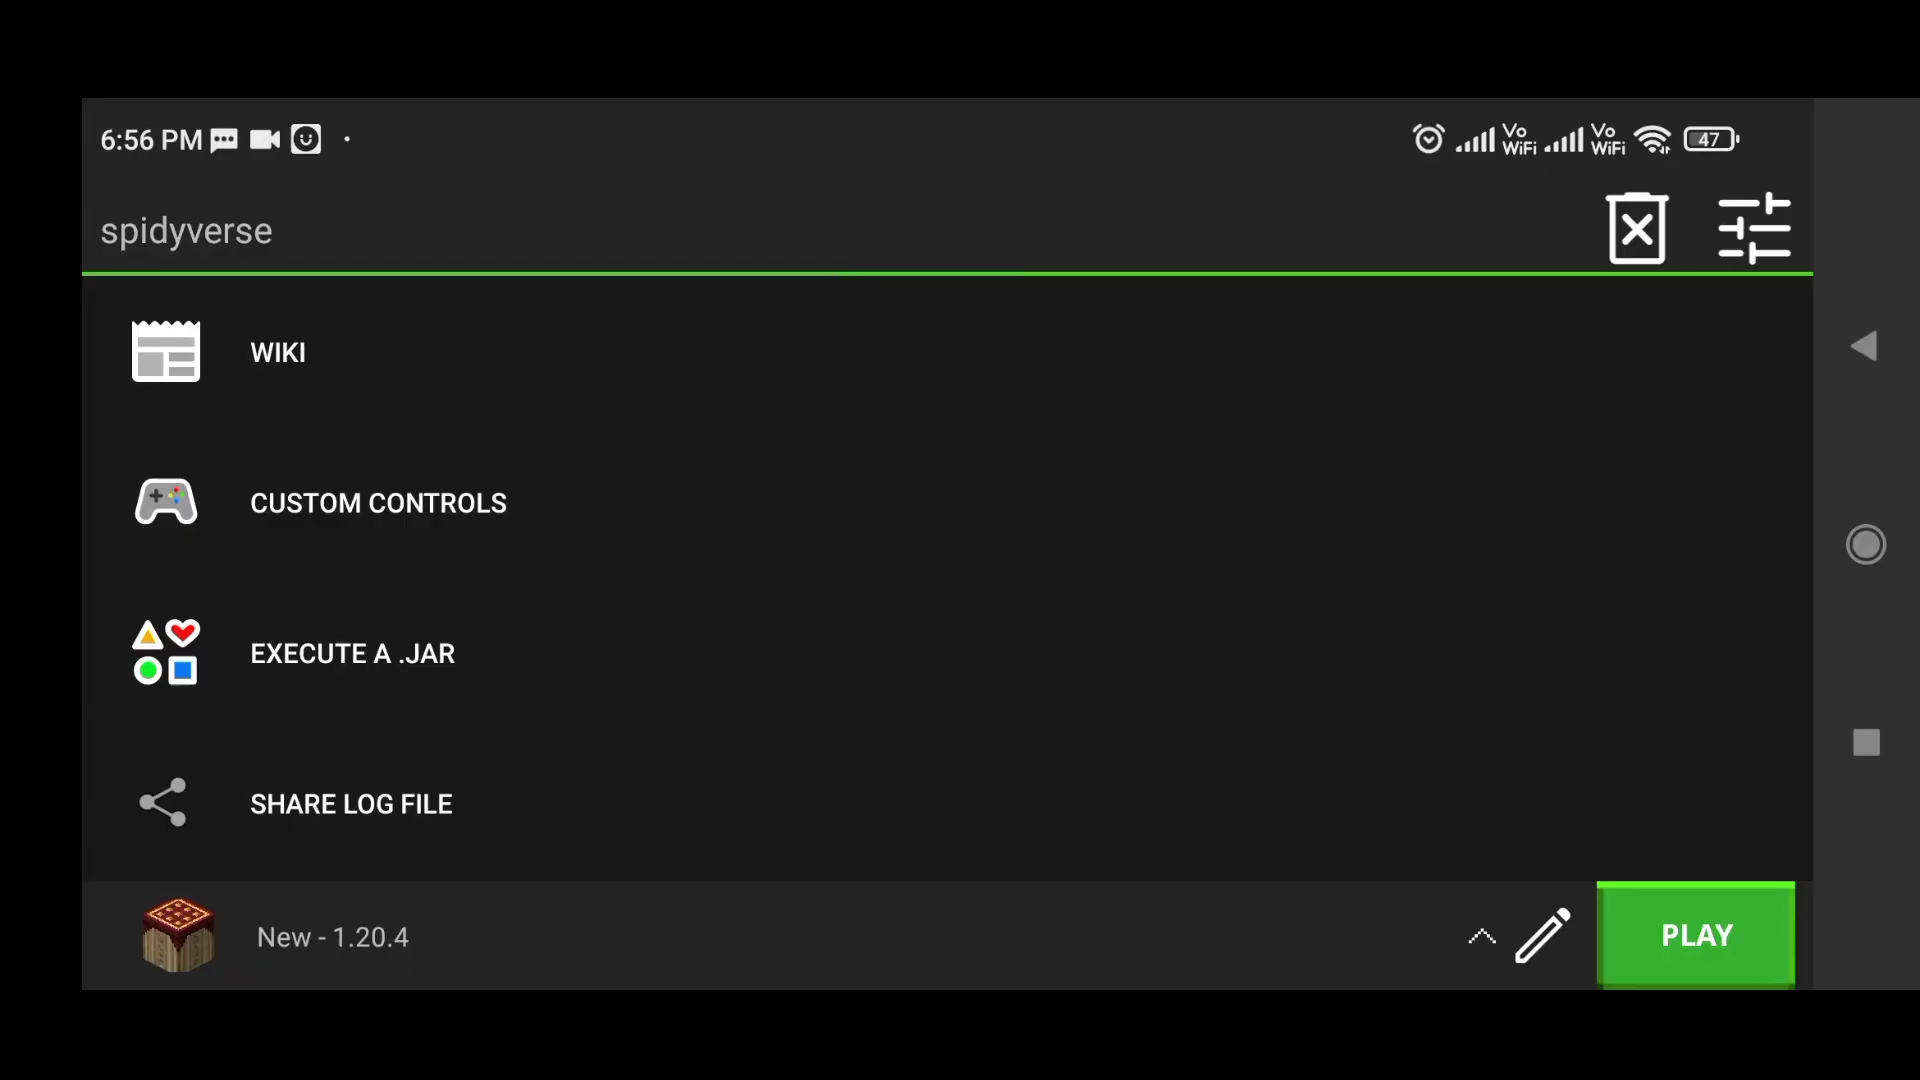 6:56 PM
Vo WiFi Vo WiFi 47
spidyverse
WIKI
CUSTOM CONTROLS
EXECUTE A .JAR
SHARE LOG FILE
New - 1.20.4
PLAY